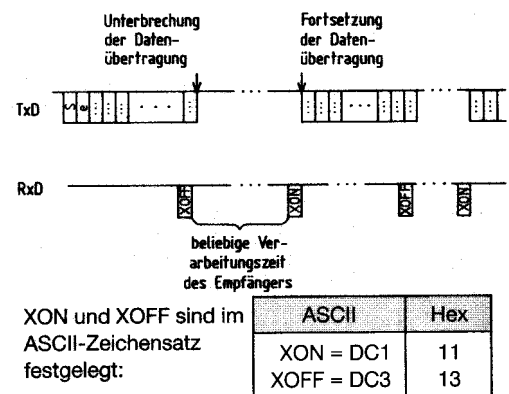 Unterbrechung
der Daten-
übertragung
Fortsetzung
der Daten-
übertragung
TxD
S e
RxD
XOFF
XON
XOFF
XON
beliebige Ver-
arbeitungszeit
des Empfängers
XON und XOFF sind im
ASCII-Zeichensatz
festgelegt:
ASCII Hex
XON = DC1 11
XOFF = DC3 13